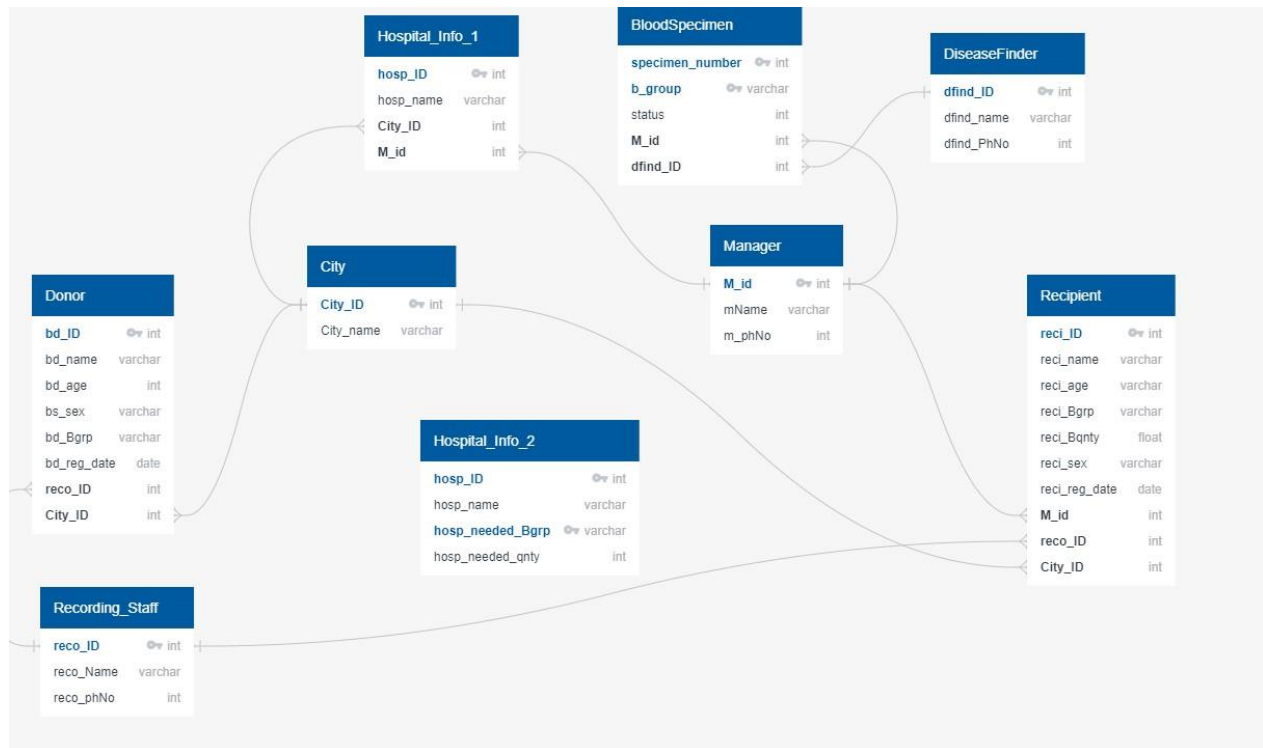 Hospital_Info_1
hosp_ID int
hosp_name varchar
City_ID int
M_id int
BloodSpecimen
specimen_number int
b_group varchar
status int
M_id int
dfind_ID int
DiseaseFinder
dfind_ID int
dfind_name varchar
dfind_PhNo int
City
City_ID int
City_name varchar
Manager
M_id int
mName varchar
m_phNo int
Donor
bd_ID int
bd_name varchar
bd_age int
bs_sex varchar
bd_Bgrp varchar
bd_reg_date date
reco_ID int
City_ID int
Recipient
reci_ID int
reci_name varchar
reci_age varchar
reci_Bgrp varchar
reci_Bqnty float
reci_sex varchar
reci_reg_date date
M_id int
reco_ID int
City_ID int
Hospital_Info_2
hosp_ID int
hosp_name varchar
hosp_needed_Bgrp varchar
hosp_needed_qnty int
Recording_Staff
reco_ID int
reco_Name varchar
reco_phNo int